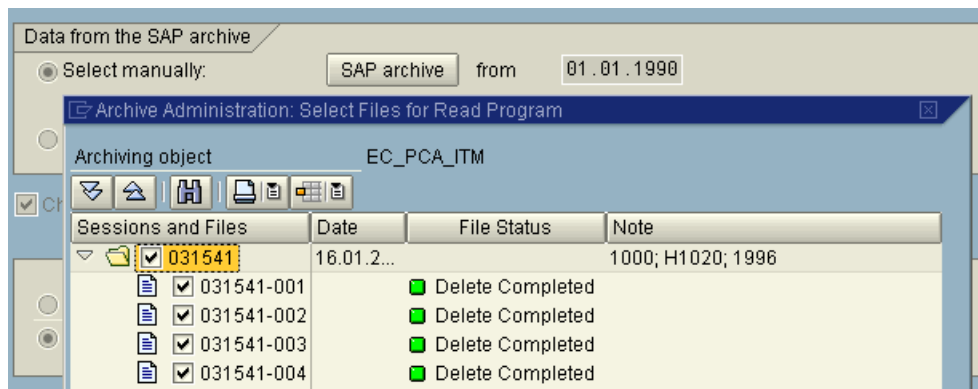 Data from the SAP archive
Select manually: SAP archive from 01.01.1990
Archive Administration: Select Files for Read Program
Archiving object EC_PCA_ITM
Ch
Sessions and Files Date File Status Note
031541 16.01.2... 1000; H1020; 1996
031541-001 Delete Completed
031541-002 Delete Completed
031541-003 Delete Completed
031541-004 Delete Completed